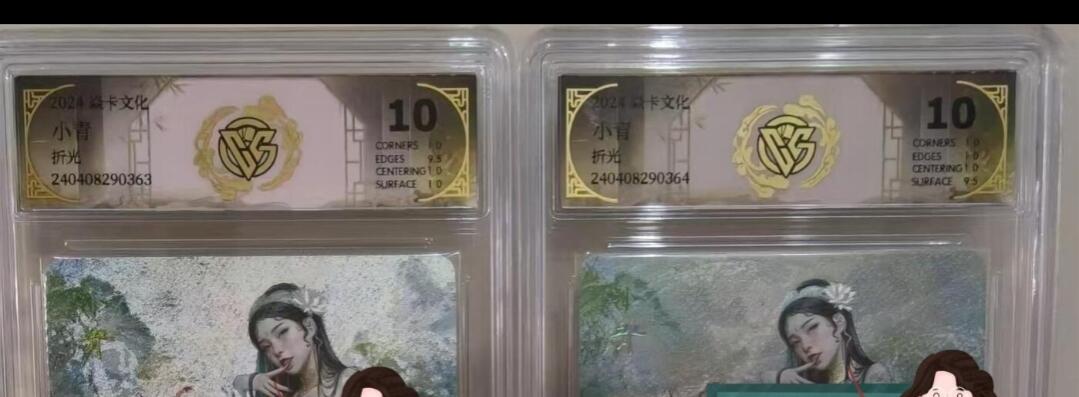 2024 焱卡文化
小青
折光
240408290363
10
CORNERS 10
EDGES 9.5
CENTERING 10
SURFACE 10
2024 焱卡文化
小青
折光
240408290364
10
CORNERS 10
EDGES 10
CENTERING 10
SURFACE 9.5